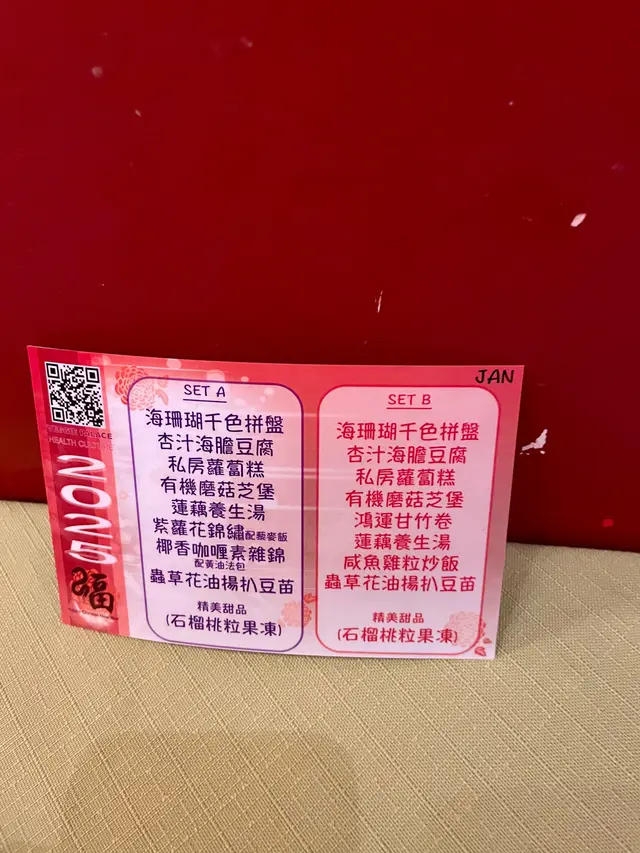 JAN
HEALTH CULTURE
2025
福
SET A
海珊瑚千色拼盤
杏汁海膽豆腐
私房蘿蔔糕
有機磨菇芝堡
蓮藕養生湯
紫蘿花錦繡配藜麥飯
椰香咖喱素雜錦
配黃油法包
蟲草花油揚扒豆苗
精美甜品
(石榴桃粒果凍)
SET B
海珊瑚千色拼盤
杏汁海膽豆腐
私房蘿蔔糕
有機磨菇芝堡
鴻運甘竹卷
蓮藕養生湯
咸魚雞粒炒飯
蟲草花油揚扒豆苗
精美甜品
(石榴桃粒果凍)